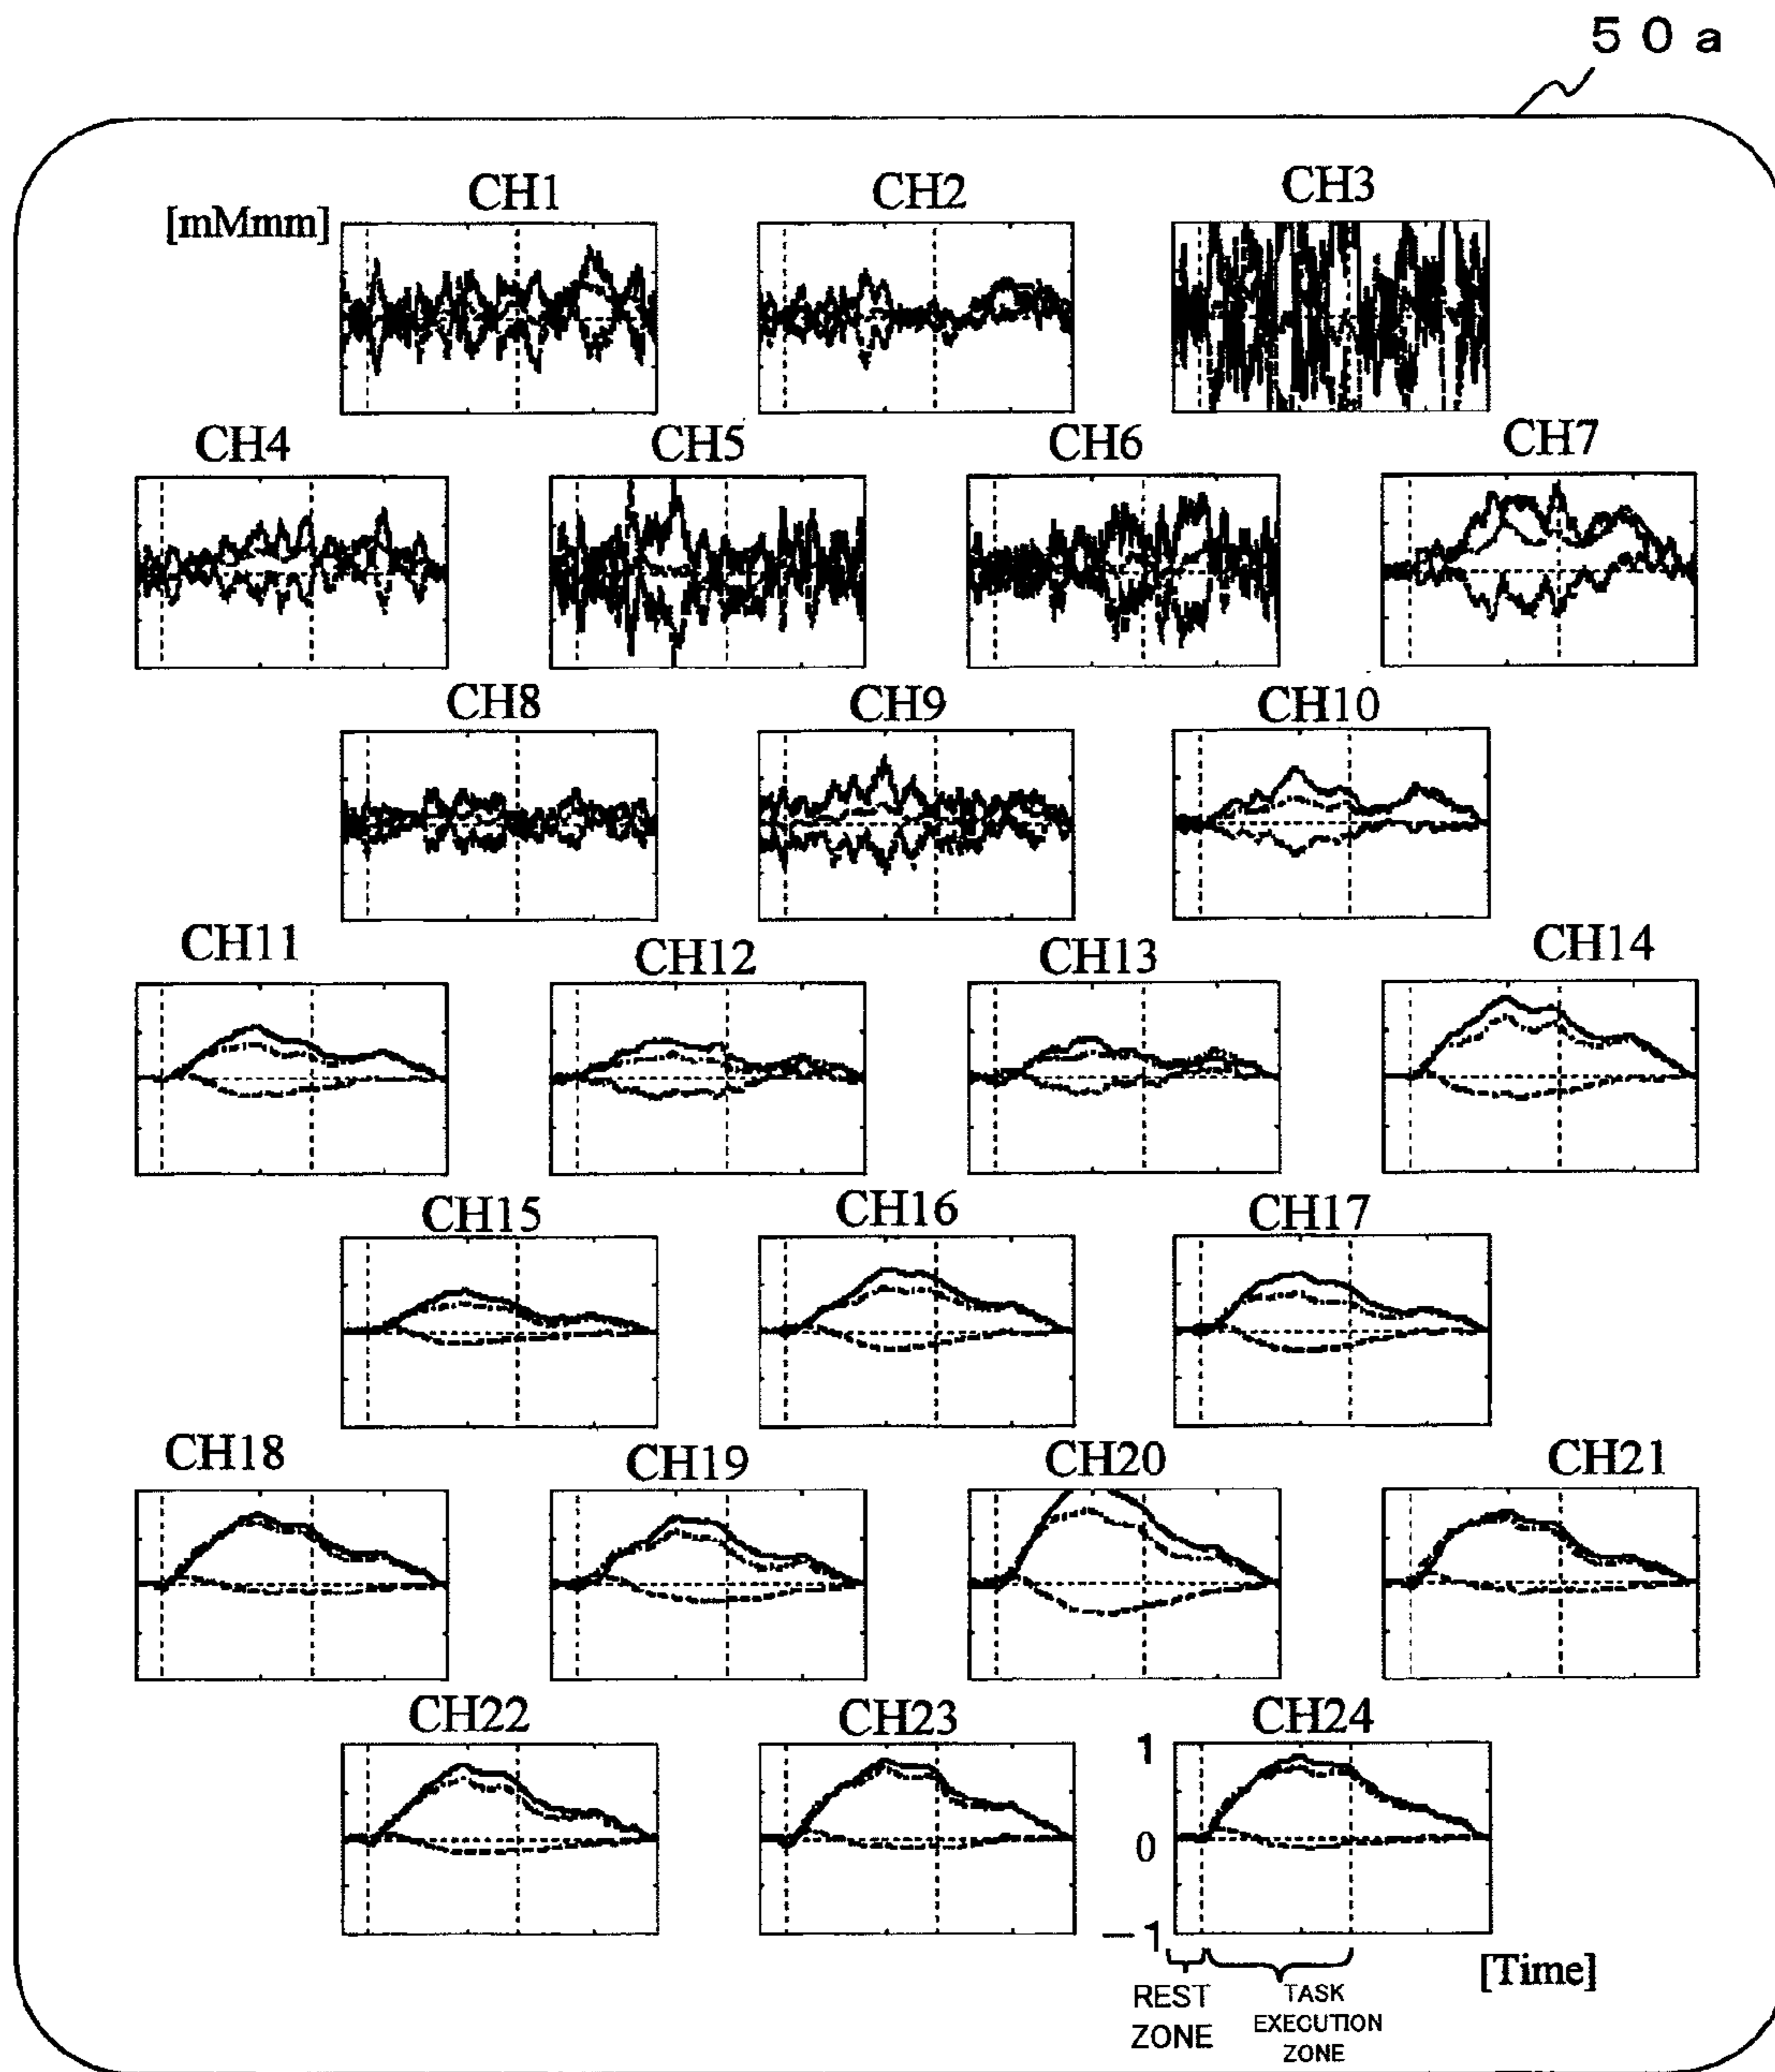 50a
CH1 CH2 CH3
[mMmm]
CH4 CH5 CH6 CH7
CH8 CH9 CH10
CH11 CH12 CH13 CH14
CH15 CH16 CH17
CH18 CH19 CH20 CH21
CH22 CH23 CH24
1
0
−1
[Time]
REST
ZONE
TASK
EXECUTION
ZONE